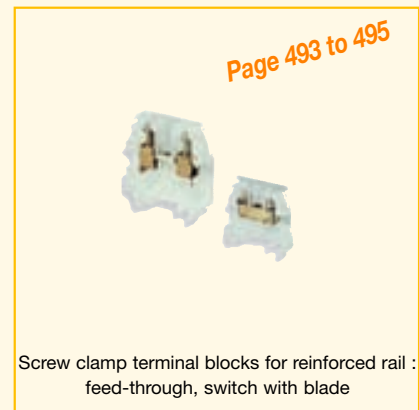 Page 493 to 495
Screw clamp terminal blocks for reinforced rail :
feed-through, switch with blade